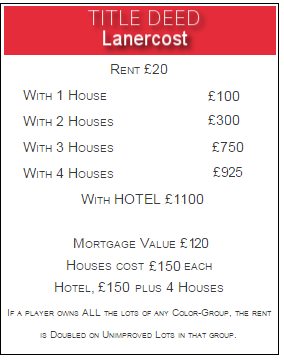 TITLE DEED
Lanercost
Rent £20
With 1 House £100
With 2 Houses £300
With 3 Houses £750
With 4 Houses £925
With HOTEL £1100
Mortgage Value £120
Houses cost £150 each
Hotel, £150 plus 4 Houses
If a player owns ALL the lots of any Color-Group, the rent
is Doubled on Unimproved Lots in that group.